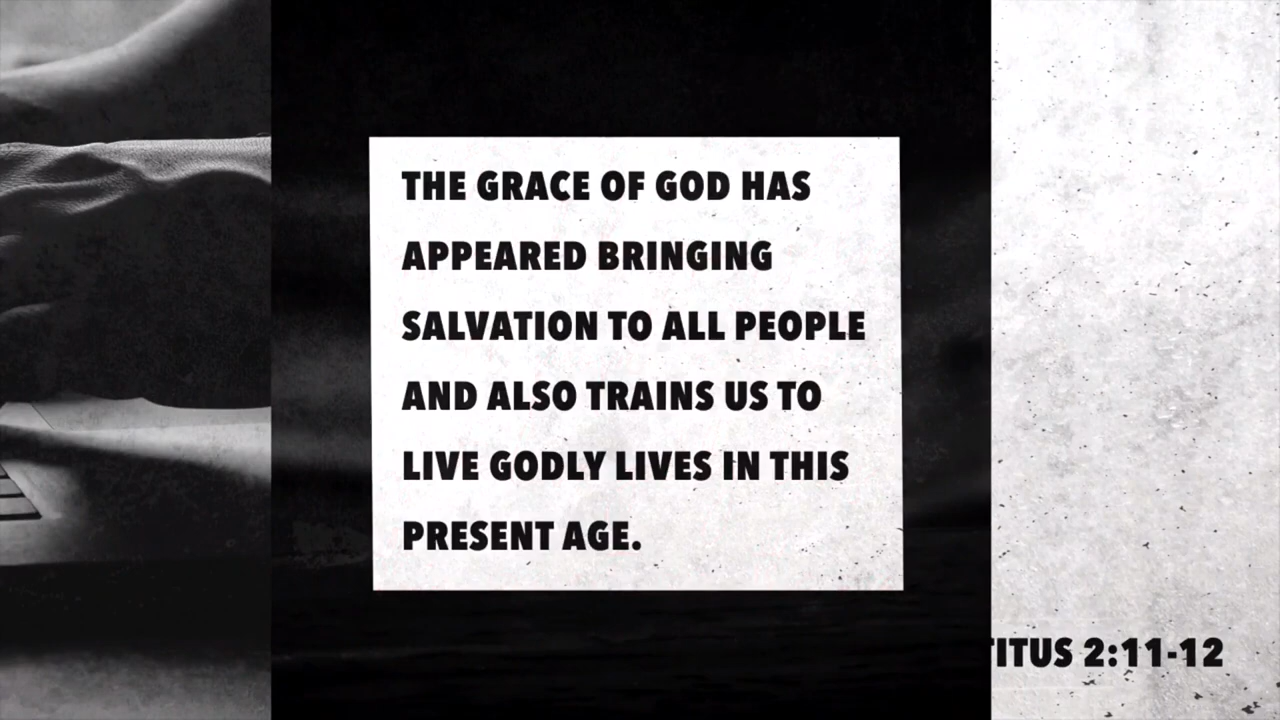 THE GRACE OF GOD HAS
APPEARED BRINGING
SALVATION TO ALL PEOPLE
AND ALSO TRAINS US TO
LIVE GODLY LIVES IN THIS
PRESENT AGE.
TITUS 2:11-12